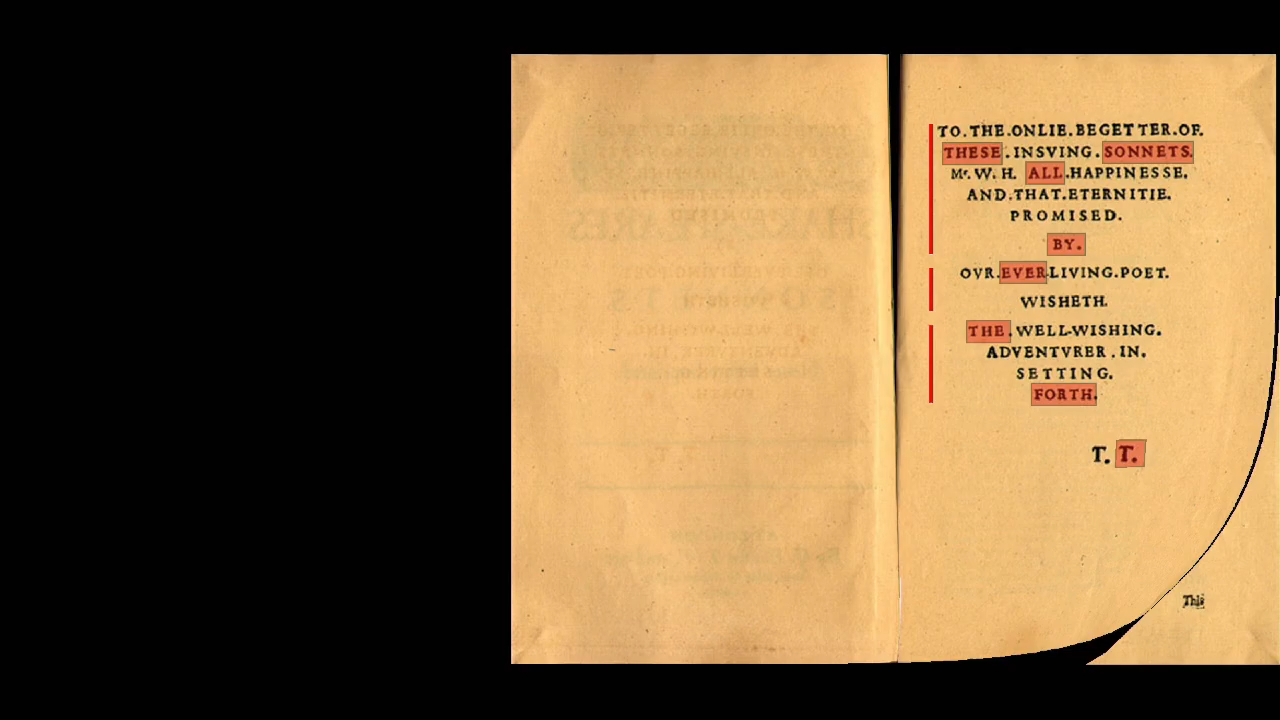 TO.THE.ONLIE.BEGETTER.OF.
THESE.INSVING.SONNETS.
Mr.W.H. ALL.HAPPINESSE.
AND.THAT.ETERNITIE.
PROMISED.
BY.
OVR.EVER-LIVING.POET.
WISHETH.
THE.WELL-WISHING.
ADVENTVRER.IN.
SETTING.
FORTH.
T. T.
This